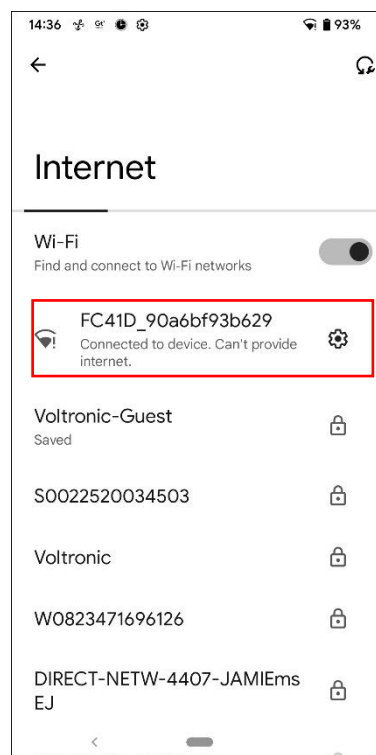 14:36 93%
Internet
Wi-Fi
Find and connect to Wi-Fi networks
FC41D_90a6bf93b629
Connected to device. Can't provide
internet.
Voltronic-Guest
Saved
S0022520034503
Voltronic
W0823471696126
DIRECT-NETW-4407-JAMIEms
EJ